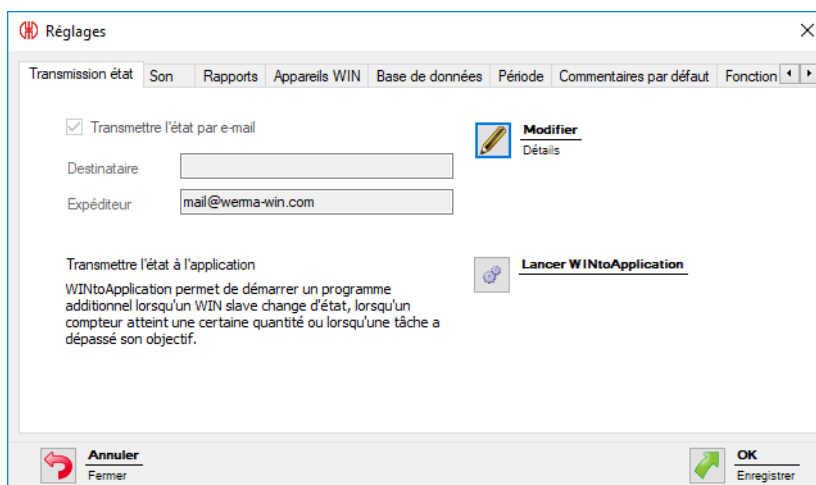 Réglages
Transmission état Son Rapports Appareils WIN Base de données Période Commentaires par défaut Fonction
Transmettre l'état par e-mail
Modifier
Détails
Destinataire
Expéditeur mail@werma-win.com
Transmettre l'état à l'application
Lancer WINtoApplication
WINtoApplication permet de démarrer un programme
additionnel lorsqu'un WIN slave change d'état, lorsqu'un
compteur atteint une certaine quantité ou lorsqu'une tâche a
dépassé son objectif.
Annuler
Fermer
OK
Enregistrer